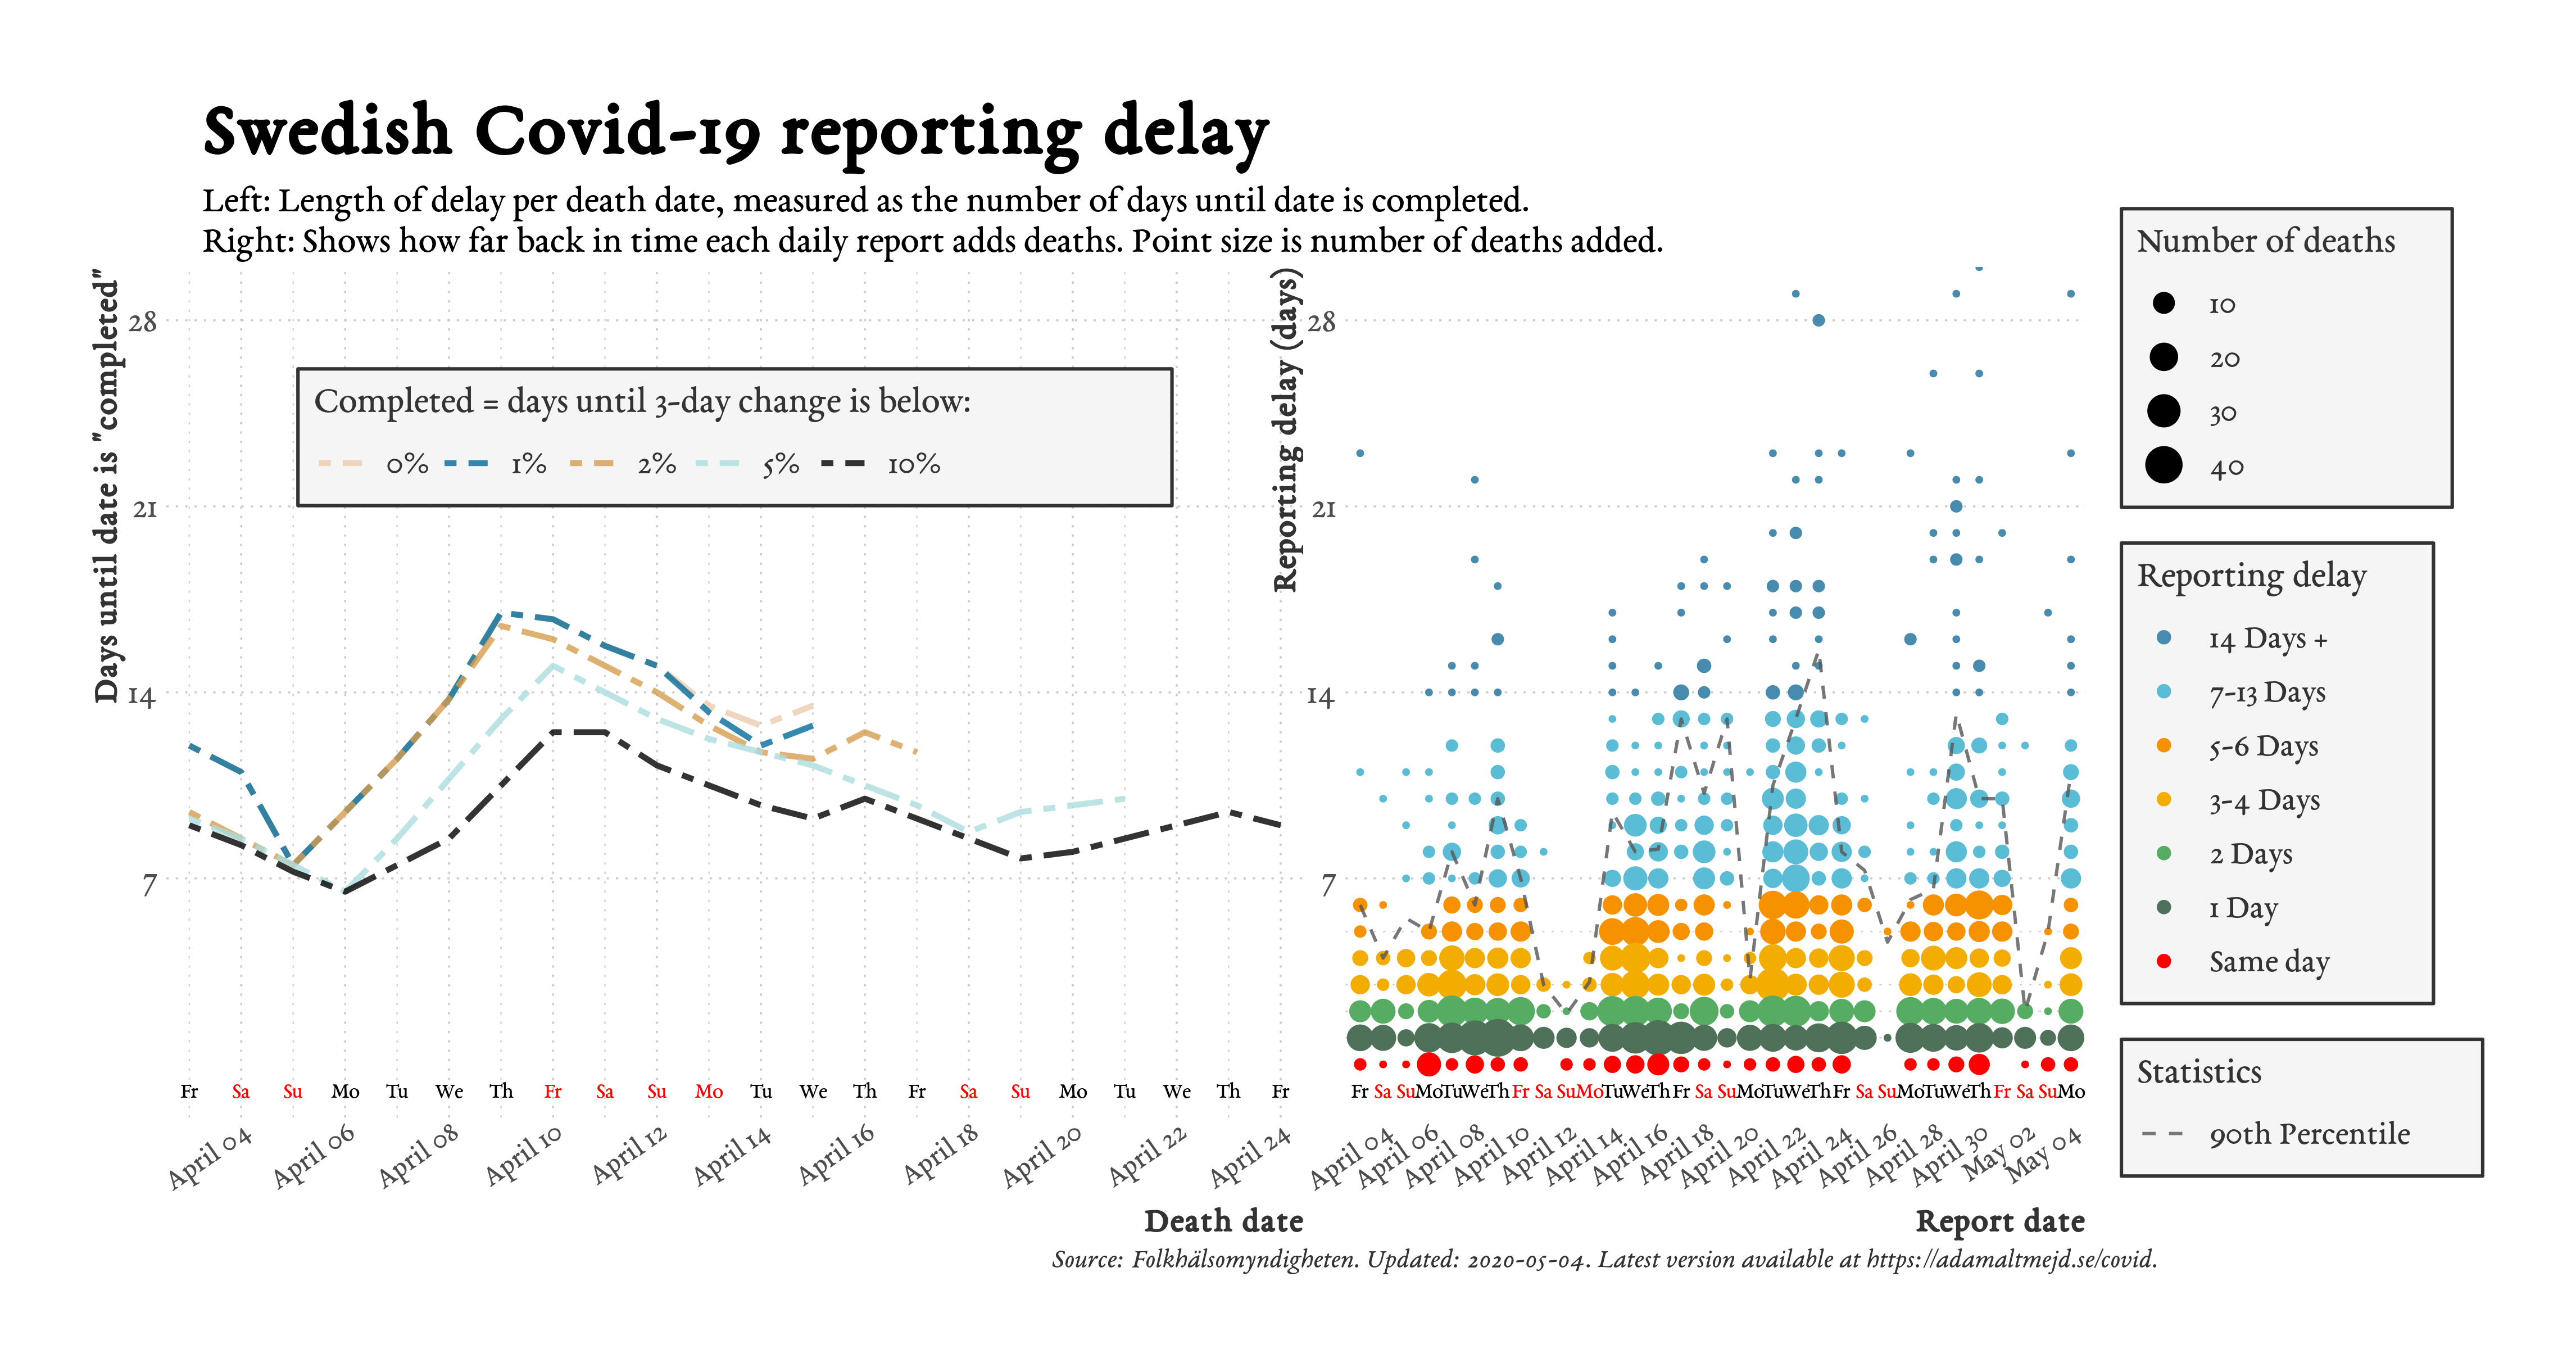 Swedish Covid-19 reporting delay
Left: Length of delay per death date, measured as the number of days until date is completed.
Right: Shows how far back in time each daily report adds deaths. Point size is number of deaths added.
Days until date is "completed"
28
21
14
7
Completed = days until 3-day change is below:
0% 1% 2% 5% 10%
Fr Sa Su Mo Tu We Th Fr Sa Su Mo Tu We Th Fr Sa Su Mo Tu We Th Fr
April 04 April 06 April 08 April 10 April 12 April 14 April 16 April 18 April 20 April 22 April 24
Death date
Reporting delay (days)
28
21
14
7
Fr Sa Su Mo Tu We Th Fr Sa Su Mo Tu We Th Fr Sa Su Mo Tu We Th Fr Sa Su Mo Tu We Th Fr Sa Su Mo
April 04 April 06 April 08 April 10 April 12 April 14 April 16 April 18 April 20 April 22 April 24 April 26 April 28 April 30 May 02 May 04
Report date
Number of deaths
10
20
30
40
Reporting delay
14 Days +
7-13 Days
5-6 Days
3-4 Days
2 Days
1 Day
Same day
Statistics
90th Percentile
Source: Folkhälsomyndigheten. Updated: 2020-05-04. Latest version available at https://adamaltmejd.se/covid.